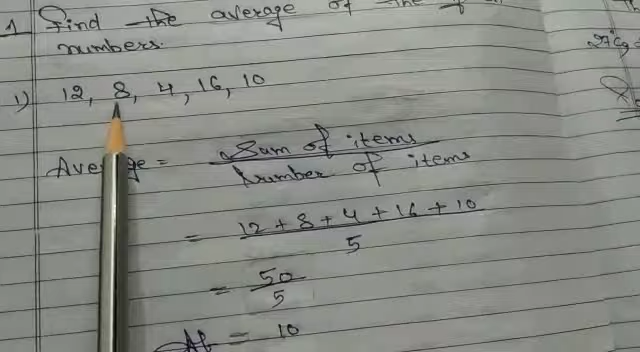 1 Find the average of the
numbers.
1) 12, 8, 4, 16, 10
Average = Sum of items
Number of items
= 12 + 8 + 4 + 16 + 10
5
= 50
5
= 10